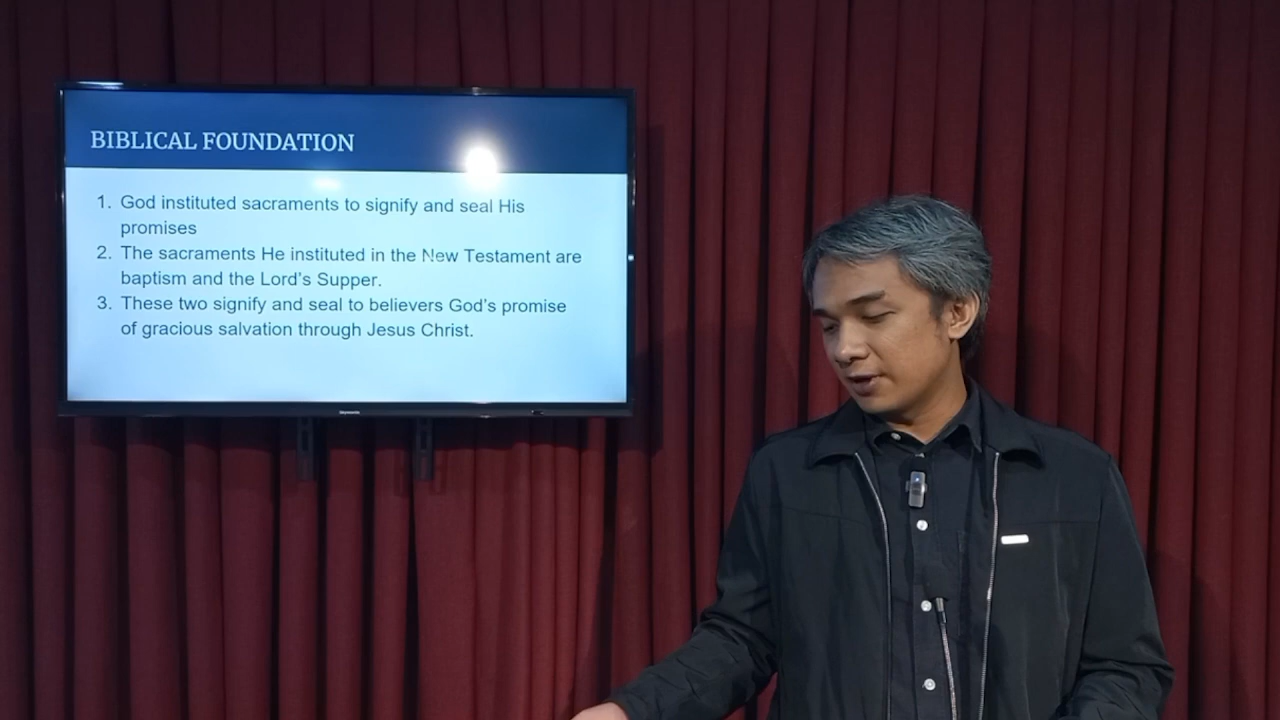 BIBLICAL FOUNDATION
1. God instituted sacraments to signify and seal His
promises
2. The sacraments He instituted in the New Testament are
baptism and the Lord's Supper.
3. These two signify and seal to believers God's promise
of gracious salvation through Jesus Christ.